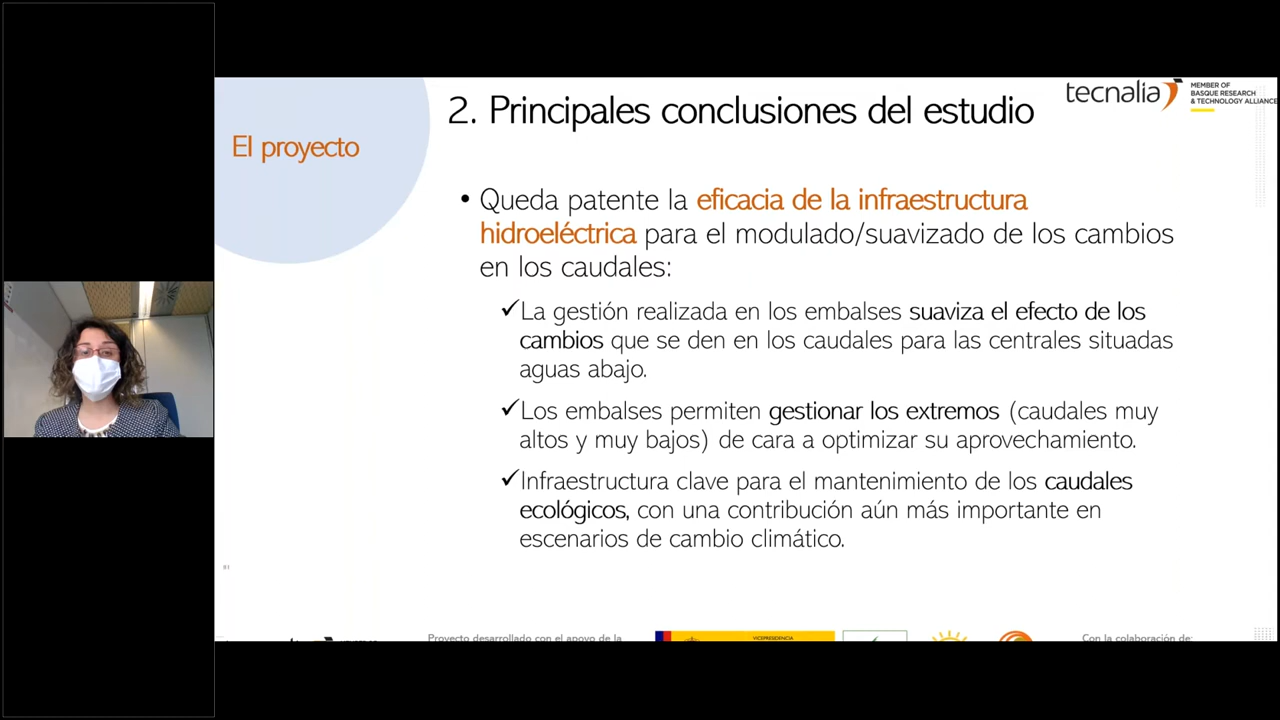 El proyecto
2. Principales conclusiones del estudio
tecnalia
MEMBER OF
BASQUE RESEARCH
& TECHNOLOGY ALLIANCE
• Queda patente la eficacia de la infraestructura
hidroeléctrica para el modulado/suavizado de los cambios
en los caudales:
✓La gestión realizada en los embalses suaviza el efecto de los
cambios que se den en los caudales para las centrales situadas
aguas abajo.
✓Los embalses permiten gestionar los extremos (caudales muy
altos y muy bajos) de cara a optimizar su aprovechamiento.
✓Infraestructura clave para el mantenimiento de los caudales
ecológicos, con una contribución aún más importante en
escenarios de cambio climático.
Proyecto desarrollado con el apoyo de la
VICEPRESIDENCIA
Con la colaboración de: